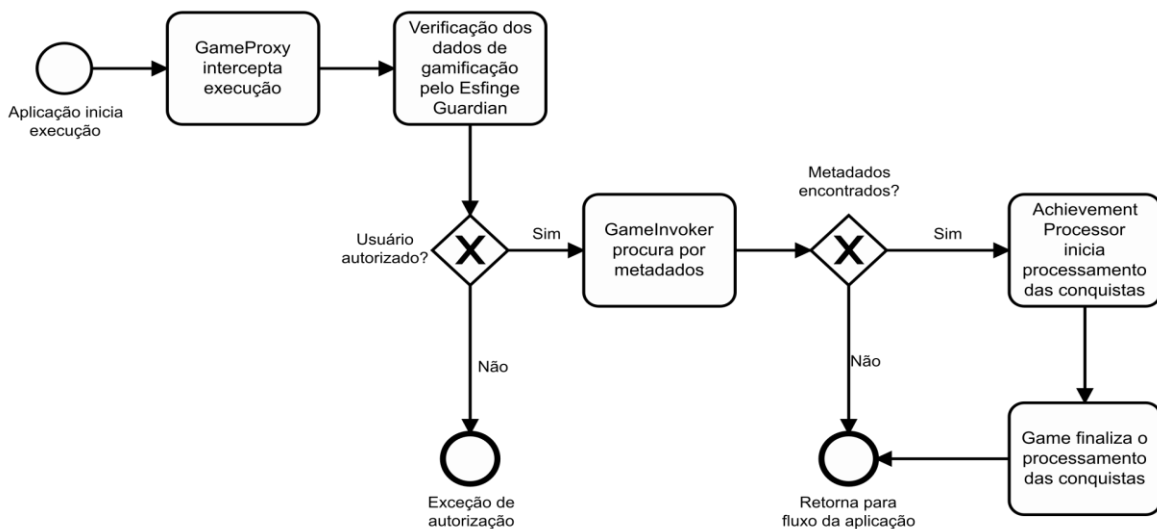 Aplicação inicia
execução
GameProxy
intercepta
execução
Verificação dos
dados de
gamificação
pelo Esfinge
Guardian
Usuário
autorizado?
Sim
Não
Exceção de
autorização
GameInvoker
procura por
metadados
Metadados
encontrados?
Sim
Não
Achievement
Processor
inicia
processamento
das conquistas
Game finaliza o
processamento
das conquistas
Retorna para
fluxo da aplicação